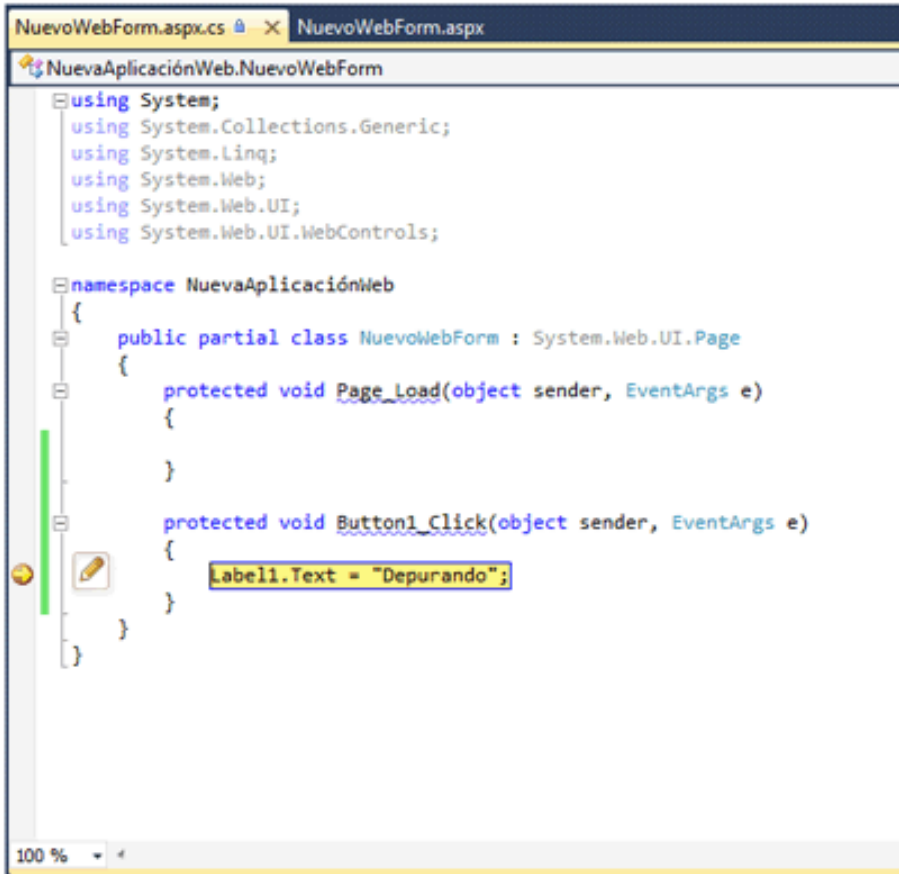 NuevoWebForm.aspx.cs NuevoWebForm.aspx
NuevaAplicaciónWeb.NuevoWebForm
using System;
using System.Collections.Generic;
using System.Linq;
using System.Web;
using System.Web.UI;
using System.Web.UI.WebControls;
namespace NuevaAplicaciónWeb
{
public partial class NuevoWebForm : System.Web.UI.Page
{
protected void Page_Load(object sender, EventArgs e)
{
}
protected void Button1_Click(object sender, EventArgs e)
{
Label1.Text = "Depurando";
}
}
}
100 %